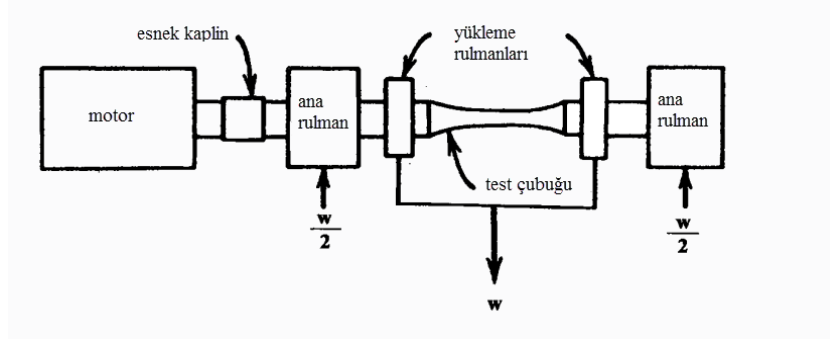 esnek kaplin
yükleme
rulmanları
motor
ana
rulman
ana
rulman
test çubuğu
w
2
w
2
w